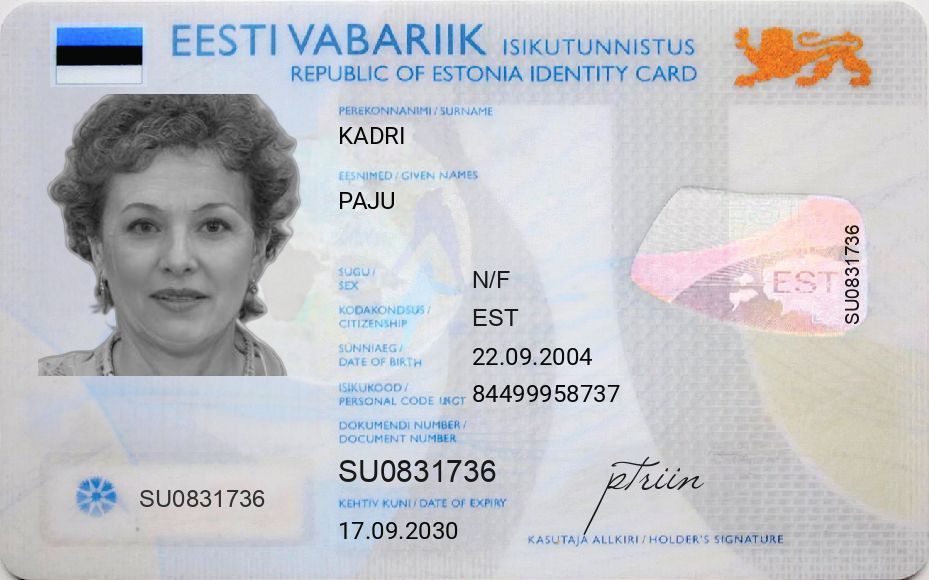 EESTI VABARIIK ISIKUTUNNISTUS
REPUBLIC OF ESTONIA IDENTITY CARD
PEREKONNANIMI / SURNAME
KADRI
EESNIMED / GIVEN NAMES
PAJU
SUGU /
SEX
N/F
KODAKONDSUS /
CITIZENSHIP
EST
SÜNNIAEG /
DATE OF BIRTH
22.09.2004
ISIKUKOOD /
PERSONAL CODE
84499958737
DOKUMENDI NUMBER /
DOCUMENT NUMBER
SU0831736
KEHTIV KUNI / DATE OF EXPIRY
17.09.2030
SU0831736
EST
SU0831736
ptriin
KASUTAJA ALLKIRI / HOLDER'S SIGNATURE